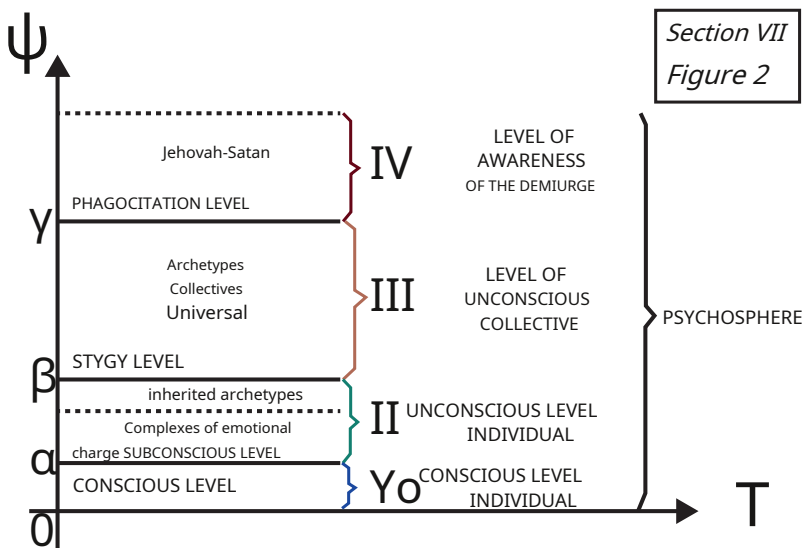 Section VII
Figure 2
ψ
Jehovah-Satan
IV
LEVEL OF
AWARENESS
OF THE DEMIURGE
PHAGOCITATION LEVEL
γ
Archetypes
Collectives
Universal
III
LEVEL OF
UNCONSCIOUS
COLLECTIVE
PSYCHOSPHERE
STYGY LEVEL
β
inherited archetypes
Complexes of emotional
charge SUBCONSCIOUS LEVEL
II
UNCONSCIOUS LEVEL
INDIVIDUAL
α
CONSCIOUS LEVEL
Yo
CONSCIOUS LEVEL
INDIVIDUAL
0
T